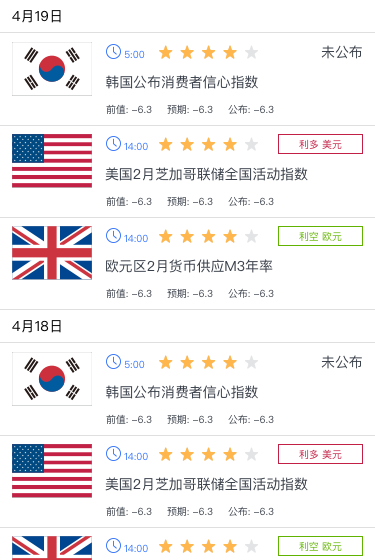 4月19日
5:00 未公布
韩国公布消费者信心指数
前值: −6.3 预期: −6.3 公布: −6.3
14:00 利多 美元
美国2月芝加哥联储全国活动指数
前值: −6.3 预期: −6.3 公布: −6.3
14:00 利空 欧元
欧元区2月货币供应M3年率
前值: −6.3 预期: −6.3 公布: −6.3
4月18日
5:00 未公布
韩国公布消费者信心指数
前值: −6.3 预期: −6.3 公布: −6.3
14:00 利多 美元
美国2月芝加哥联储全国活动指数
前值: −6.3 预期: −6.3 公布: −6.3
14:00 利空 欧元